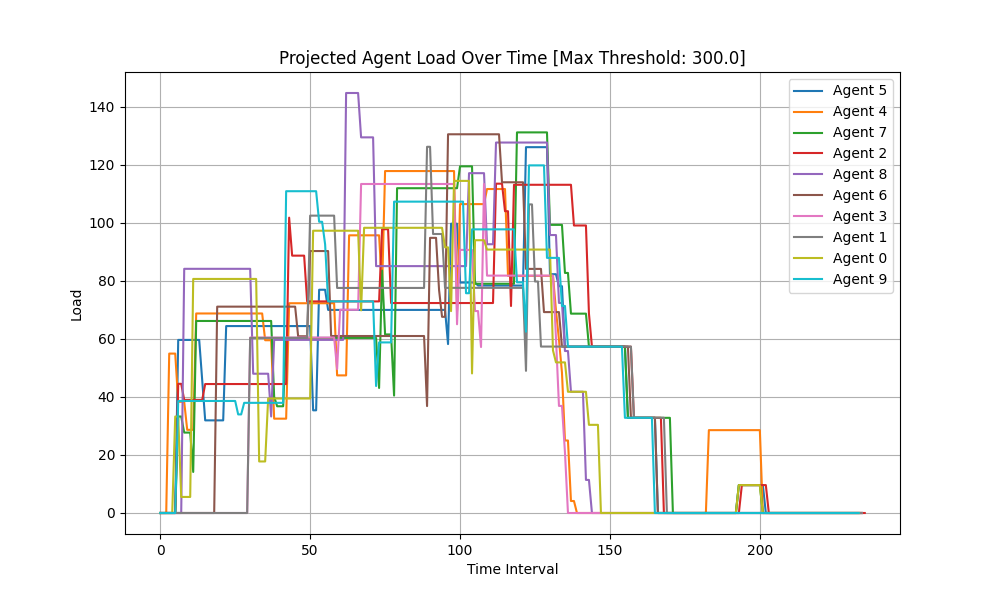 Projected Agent Load Over Time [Max Threshold: 300.0]
Load
140
120
100
80
60
40
20
0
0 50 100 150 200
Time Interval
Agent 5
Agent 4
Agent 7
Agent 2
Agent 8
Agent 6
Agent 3
Agent 1
Agent 0
Agent 9